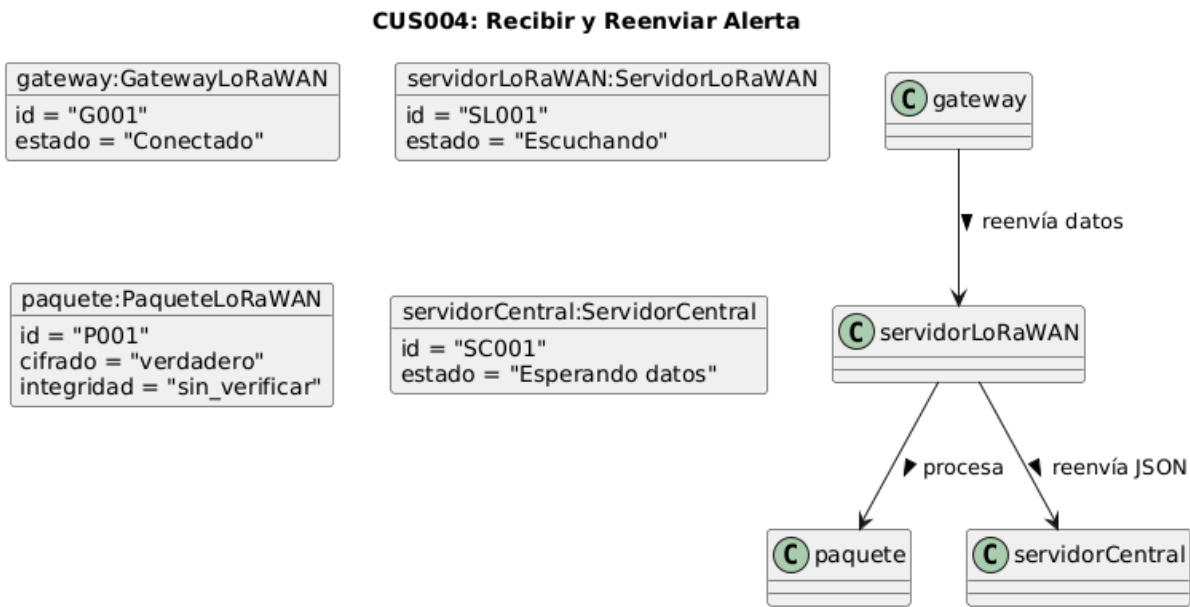 CUS004: Recibir y Reenviar Alerta
gateway:GatewayLoRaWAN
id = "G001"
estado = "Conectado"
servidorLoRaWAN:ServidorLoRaWAN
id = "SL001"
estado = "Escuchando"
C gateway
reenvía datos
paquete:PaqueteLoRaWAN
id = "P001"
cifrado = "verdadero"
integridad = "sin_verificar"
servidorCentral:ServidorCentral
id = "SC001"
estado = "Esperando datos"
C servidorLoRaWAN
procesa
reenvía JSON
C paquete
C servidorCentral